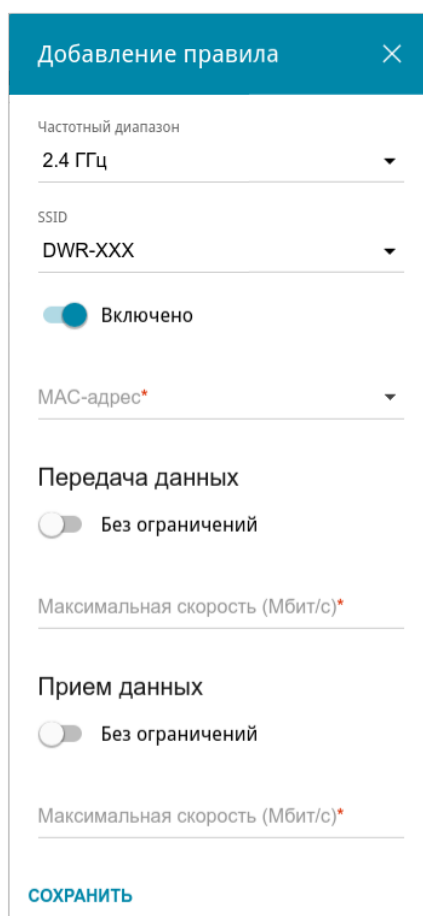 Добавление правила
Частотный диапазон
2.4 ГГц
SSID
DWR-XXX
Включено
MAC-адрес*
Передача данных
Без ограничений
Максимальная скорость (Мбит/с)*
Прием данных
Без ограничений
Максимальная скорость (Мбит/с)*
СОХРАНИТЬ